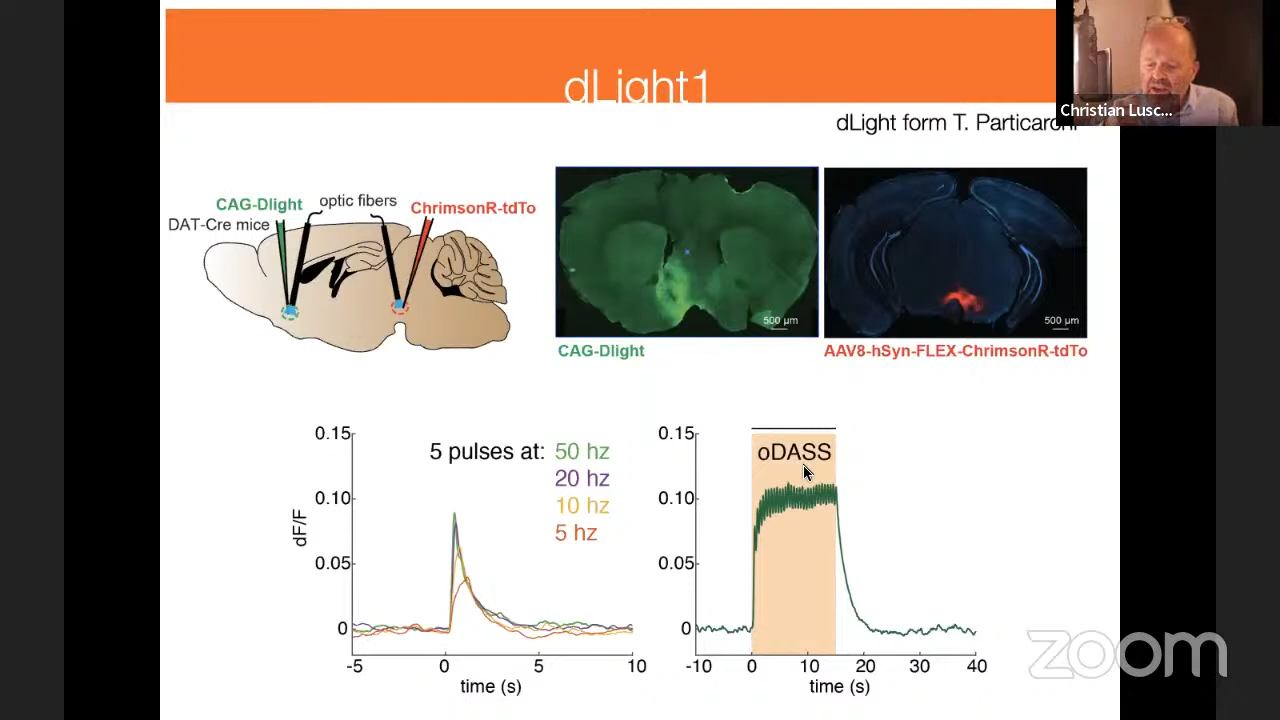 dLight1
Christian Lusc...
dLight form T. Particaroni
CAG-Dlight
optic fibers
ChrimsonR-tdTo
DAT-Cre mice
500 µm
500 µm
CAG-Dlight
AAV8-hSyn-FLEX-ChrimsonR-tdTo
0.15
0.10
0.05
0
dF/F
5 pulses at:
50 hz
20 hz
10 hz
5 hz
-5
0
5
10
time (s)
0.15
0.10
0.05
0
oDASS
-10
0
10
20
30
40
time (s)
zoom